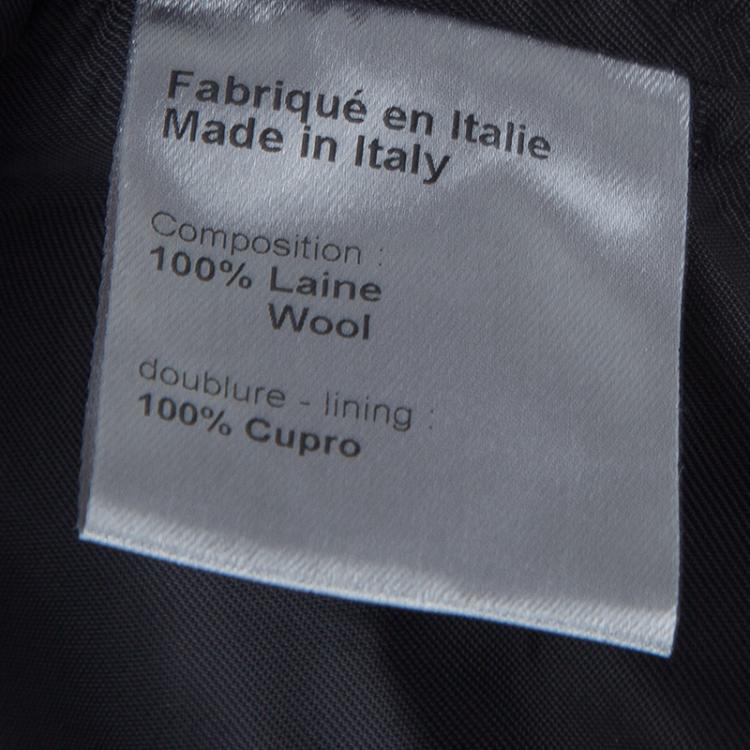 Fabriqué en Italie
Made in Italy
Composition :
100% Laine
Wool
doublure - lining :
100% Cupro